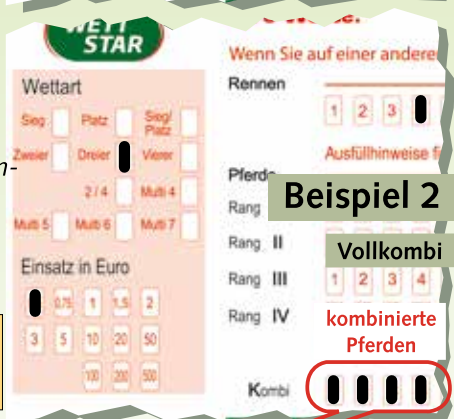 WETT
STAR
Wettart
Sieg Platz Sieg/
Platz
Zweier Dreier Vierer
2/4 Multi 4
Multi 5 Multi 6 Multi 7
Einsatz in Euro
0,75 1 1,5 2
3 5 10 20 50
100 200 500
Wenn Sie auf einer andere
Rennen
1 2 3
Ausfüllhinweise f
Pferde
Beispiel 2
Rang
Rang II
Vollkombi
Rang III 1 2 3 4
Rang IV
kombinierte
Pferden
Kombi